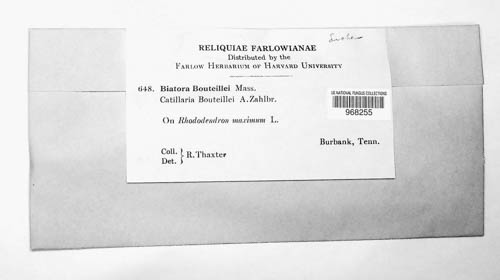 RELIQUIAE FARLOWIANAE
Distributed by the
FARLOW HERBARIUM OF HARVARD UNIVERSITY
648. Biatora Bouteillei Mass.
Catillaria Bouteillei A. Zahlbr.
US NATIONAL FUNGUS COLLECTIONS
968255
On Rhododendron maximum L.
Burbank, Tenn.
Coll. } R. Thaxter
Det.